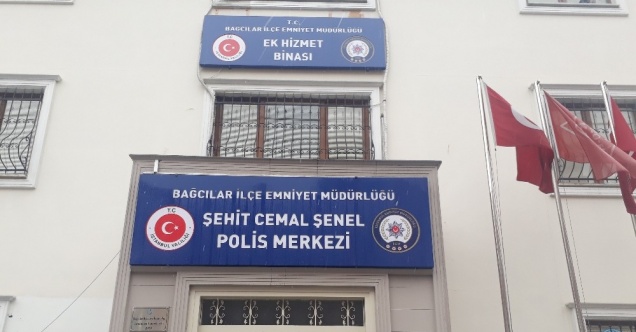 T.C.
BAĞCILAR İLÇE EMNİYET MÜDÜRLÜĞÜ
EK HİZMET
BİNASI
BAĞCILAR İLÇE EMNİYET MÜDÜRLÜĞÜ
ŞEHİT CEMAL ŞENEL
POLİS MERKEZİ
T.C.
İSTANBUL VALİLİĞİ